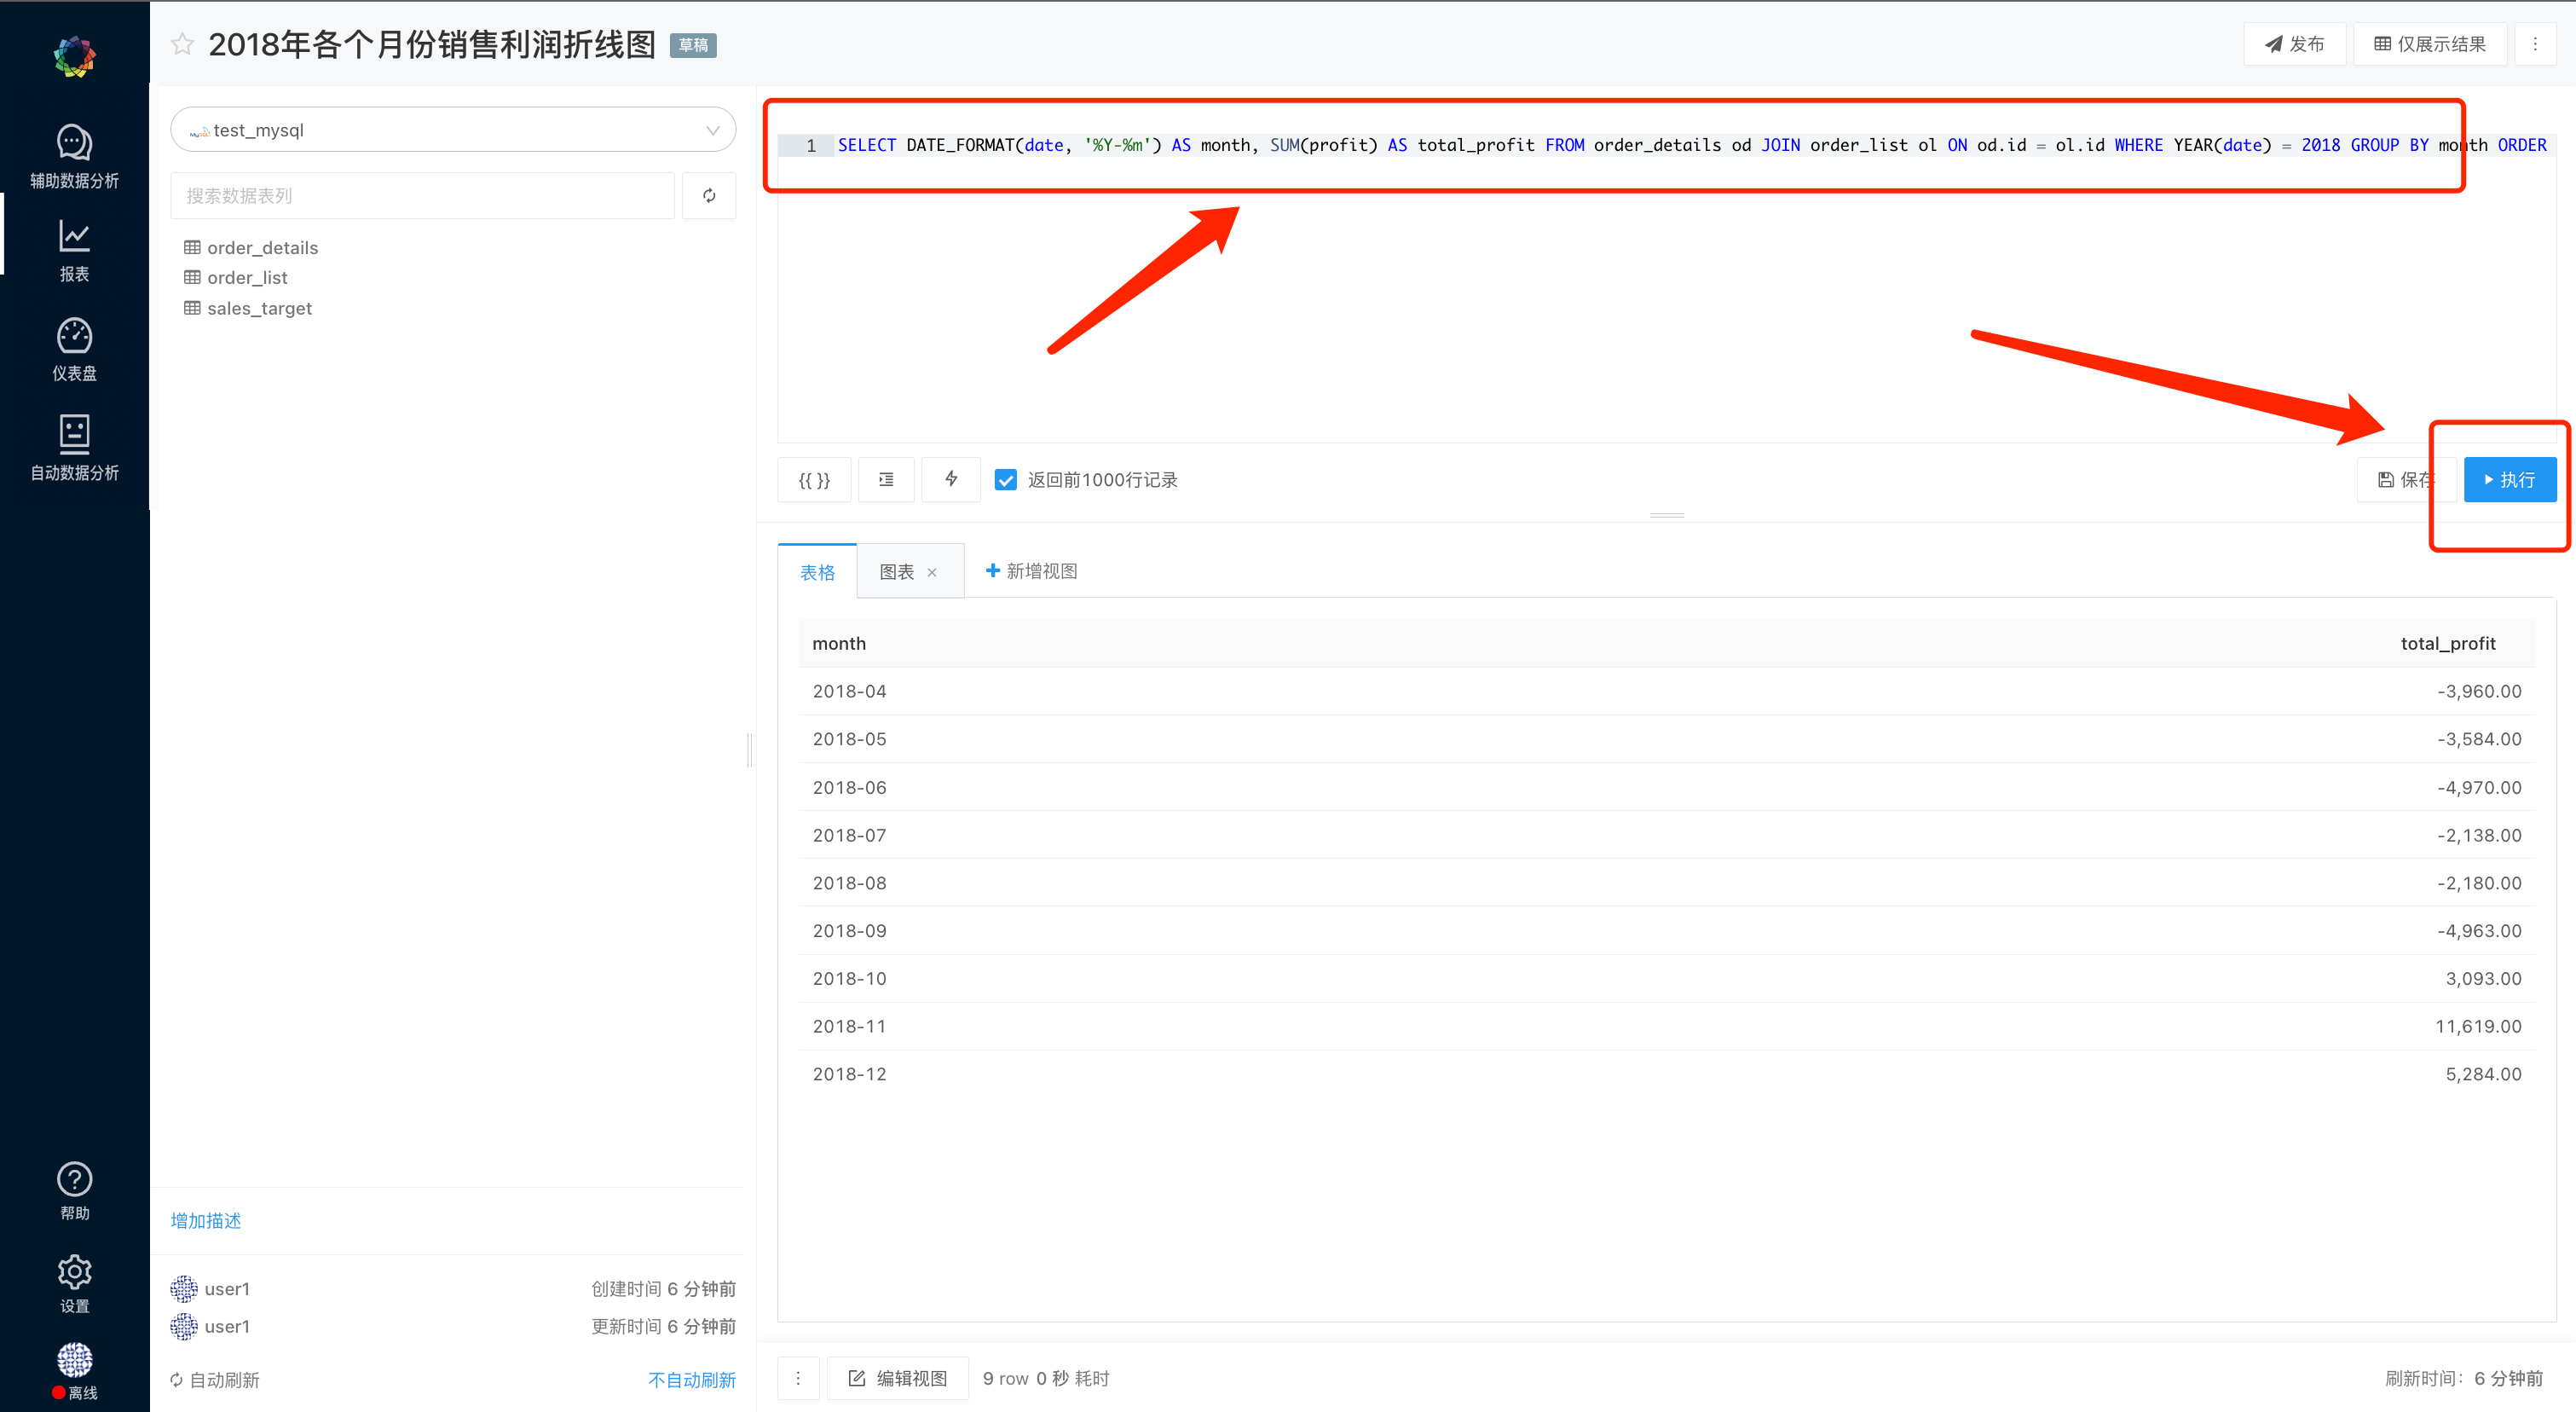 2018年各个月份销售利润折线图 草稿
发布 仅展示结果
辅助数据分析
报表
仪表盘
自动数据分析
帮助
设置
离线
test_mysql
搜索数据表列
order_details
order_list
sales_target
增加描述
user1 创建时间 6 分钟前
user1 更新时间 6 分钟前
自动刷新 不自动刷新
1 SELECT DATE_FORMAT(date, '%Y-%m') AS month, SUM(profit) AS total_profit FROM order_details od JOIN order_list ol ON od.id = ol.id WHERE YEAR(date) = 2018 GROUP BY month ORDER
{{ }} 返回前1000行记录 保存 执行
表格 图表 × + 新增视图
month total_profit
2018-04 -3,960.00
2018-05 -3,584.00
2018-06 -4,970.00
2018-07 -2,138.00
2018-08 -2,180.00
2018-09 -4,963.00
2018-10 3,093.00
2018-11 11,619.00
2018-12 5,284.00
编辑视图 9 row 0 秒 耗时 刷新时间: 6 分钟前